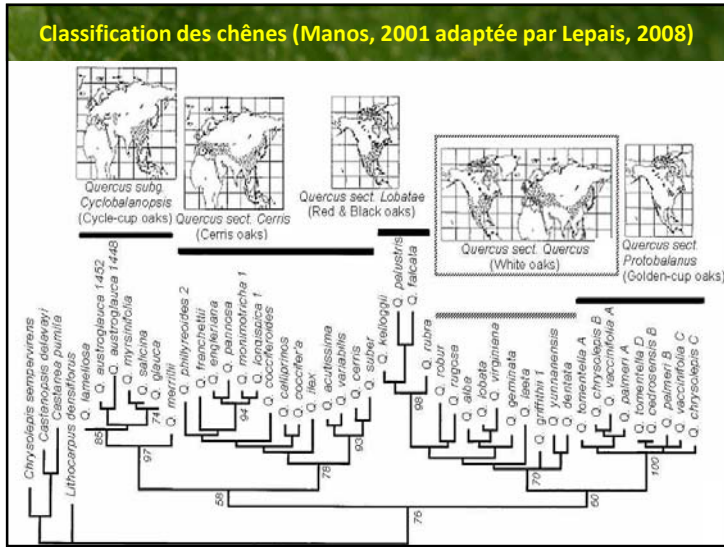 Classification des chênes (Manos, 2001 adaptée par Lepais, 2008)
Quercus subg.
Cyclobalanopsis
(Cycle-cup oaks)
Quercus sect. Cerris
(Cerris oaks)
Quercus sect. Lobatae
(Red & Black oaks)
Quercus sect. Quercus
(White oaks)
Quercus sect.
Protobalanus
(Golden-cup oaks)
Chrysolepis sempervirens
Castanopsis delavayi
Castanea pumila
Lithocarpus densiflorus
Q. lamellosa
Q. austroglauca 1452
Q. austroglauca 1448
Q. myrsinifolia
Q. salicina
Q. glauca
Q. merrillii
Q. phillyreoides 2
Q. franchettii
Q. engleriana
Q. pannosa
Q. monimotricha 1
Q. longispica 1
Q. coccriferoides
Q. calliprinos
Q. coccifera
Q. ilex
Q. acutissima
Q. variabilis
Q. cerris
Q. suber
Q. kelloggii
Q. palustris
Q. falcata
Q. rubra
Q. robur
Q. rugosa
Q. alba
Q. lobata
Q. virginiana
Q. geminata
Q. laeta
Q. griffithii 1
Q. yunnanensis
Q. dentata
Q. tomentella A
Q. chrysolepis B
Q. vaccinifolia A
Q. palmeri A
Q. tomentella D
Q. cedrosensis B
Q. palmeri B
Q. vaccinifolia C
Q. chrysolepis C
85
74
97
94
78
93
98
70
100
58
60
76